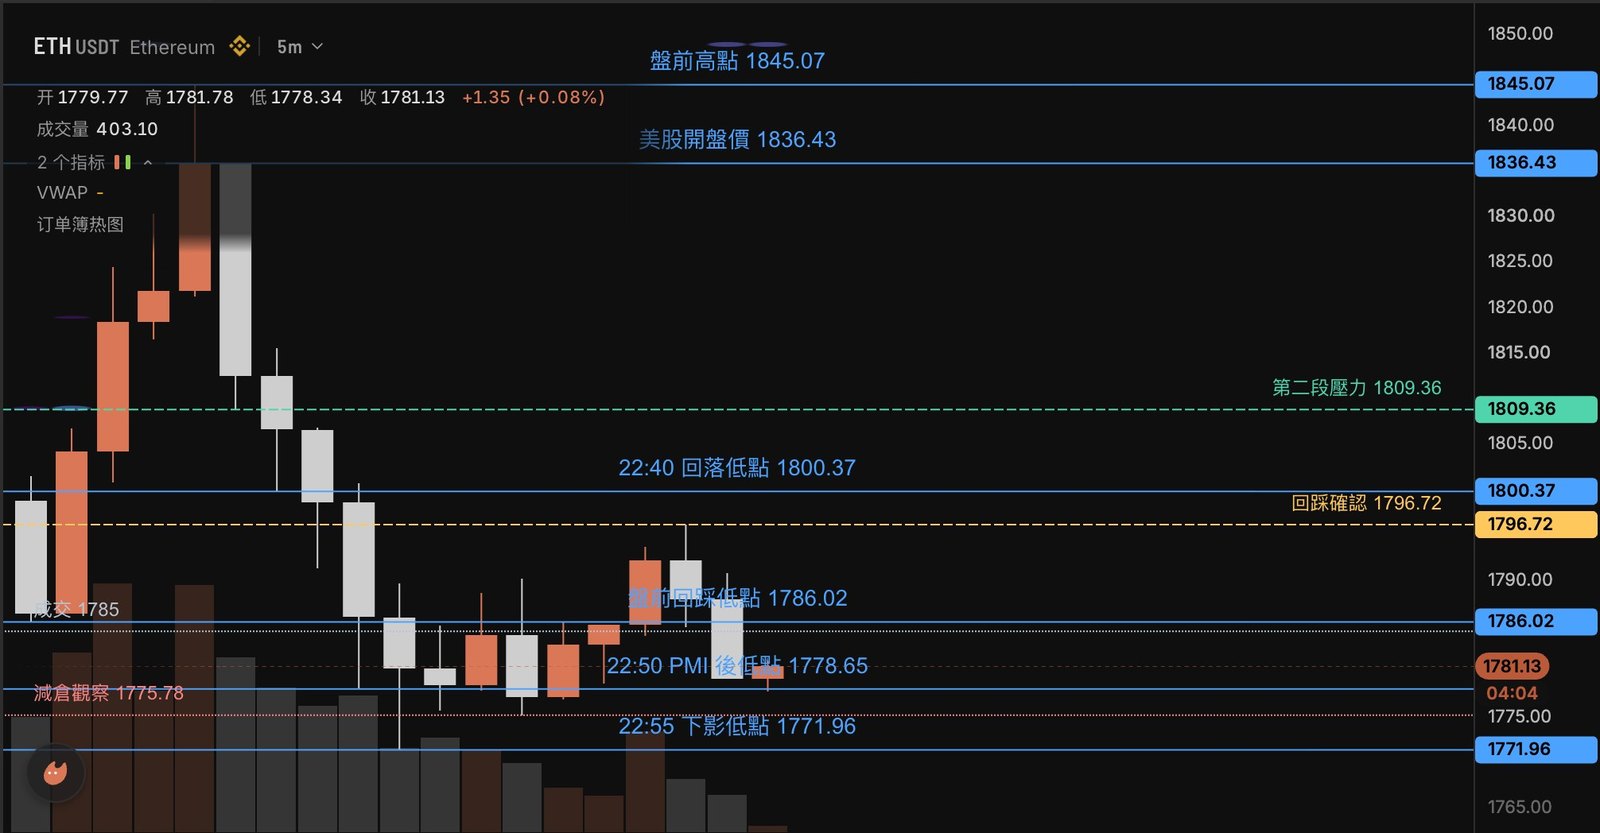 ETH USDT Ethereum 5m
盤前高點 1845.07
开 1779.77 高 1781.78 低 1778.34 收 1781.13 +1.35 (+0.08%)
成交量 403.10
美股開盤價 1836.43
2 个指标
VWAP -
订单簿热图
第二段壓力 1809.36
22:40 回落低點 1800.37
回踩確認 1796.72
盤前回踩低點 1786.02
成交 1785
22:50 PMI 後低點 1778.65
減倉觀察 1775.78
22:55 下影低點 1771.96
1850.00
1845.07
1840.00
1836.43
1830.00
1825.00
1820.00
1815.00
1809.36
1805.00
1800.37
1796.72
1790.00
1786.02
1781.13
04:04
1775.00
1771.96
1765.00